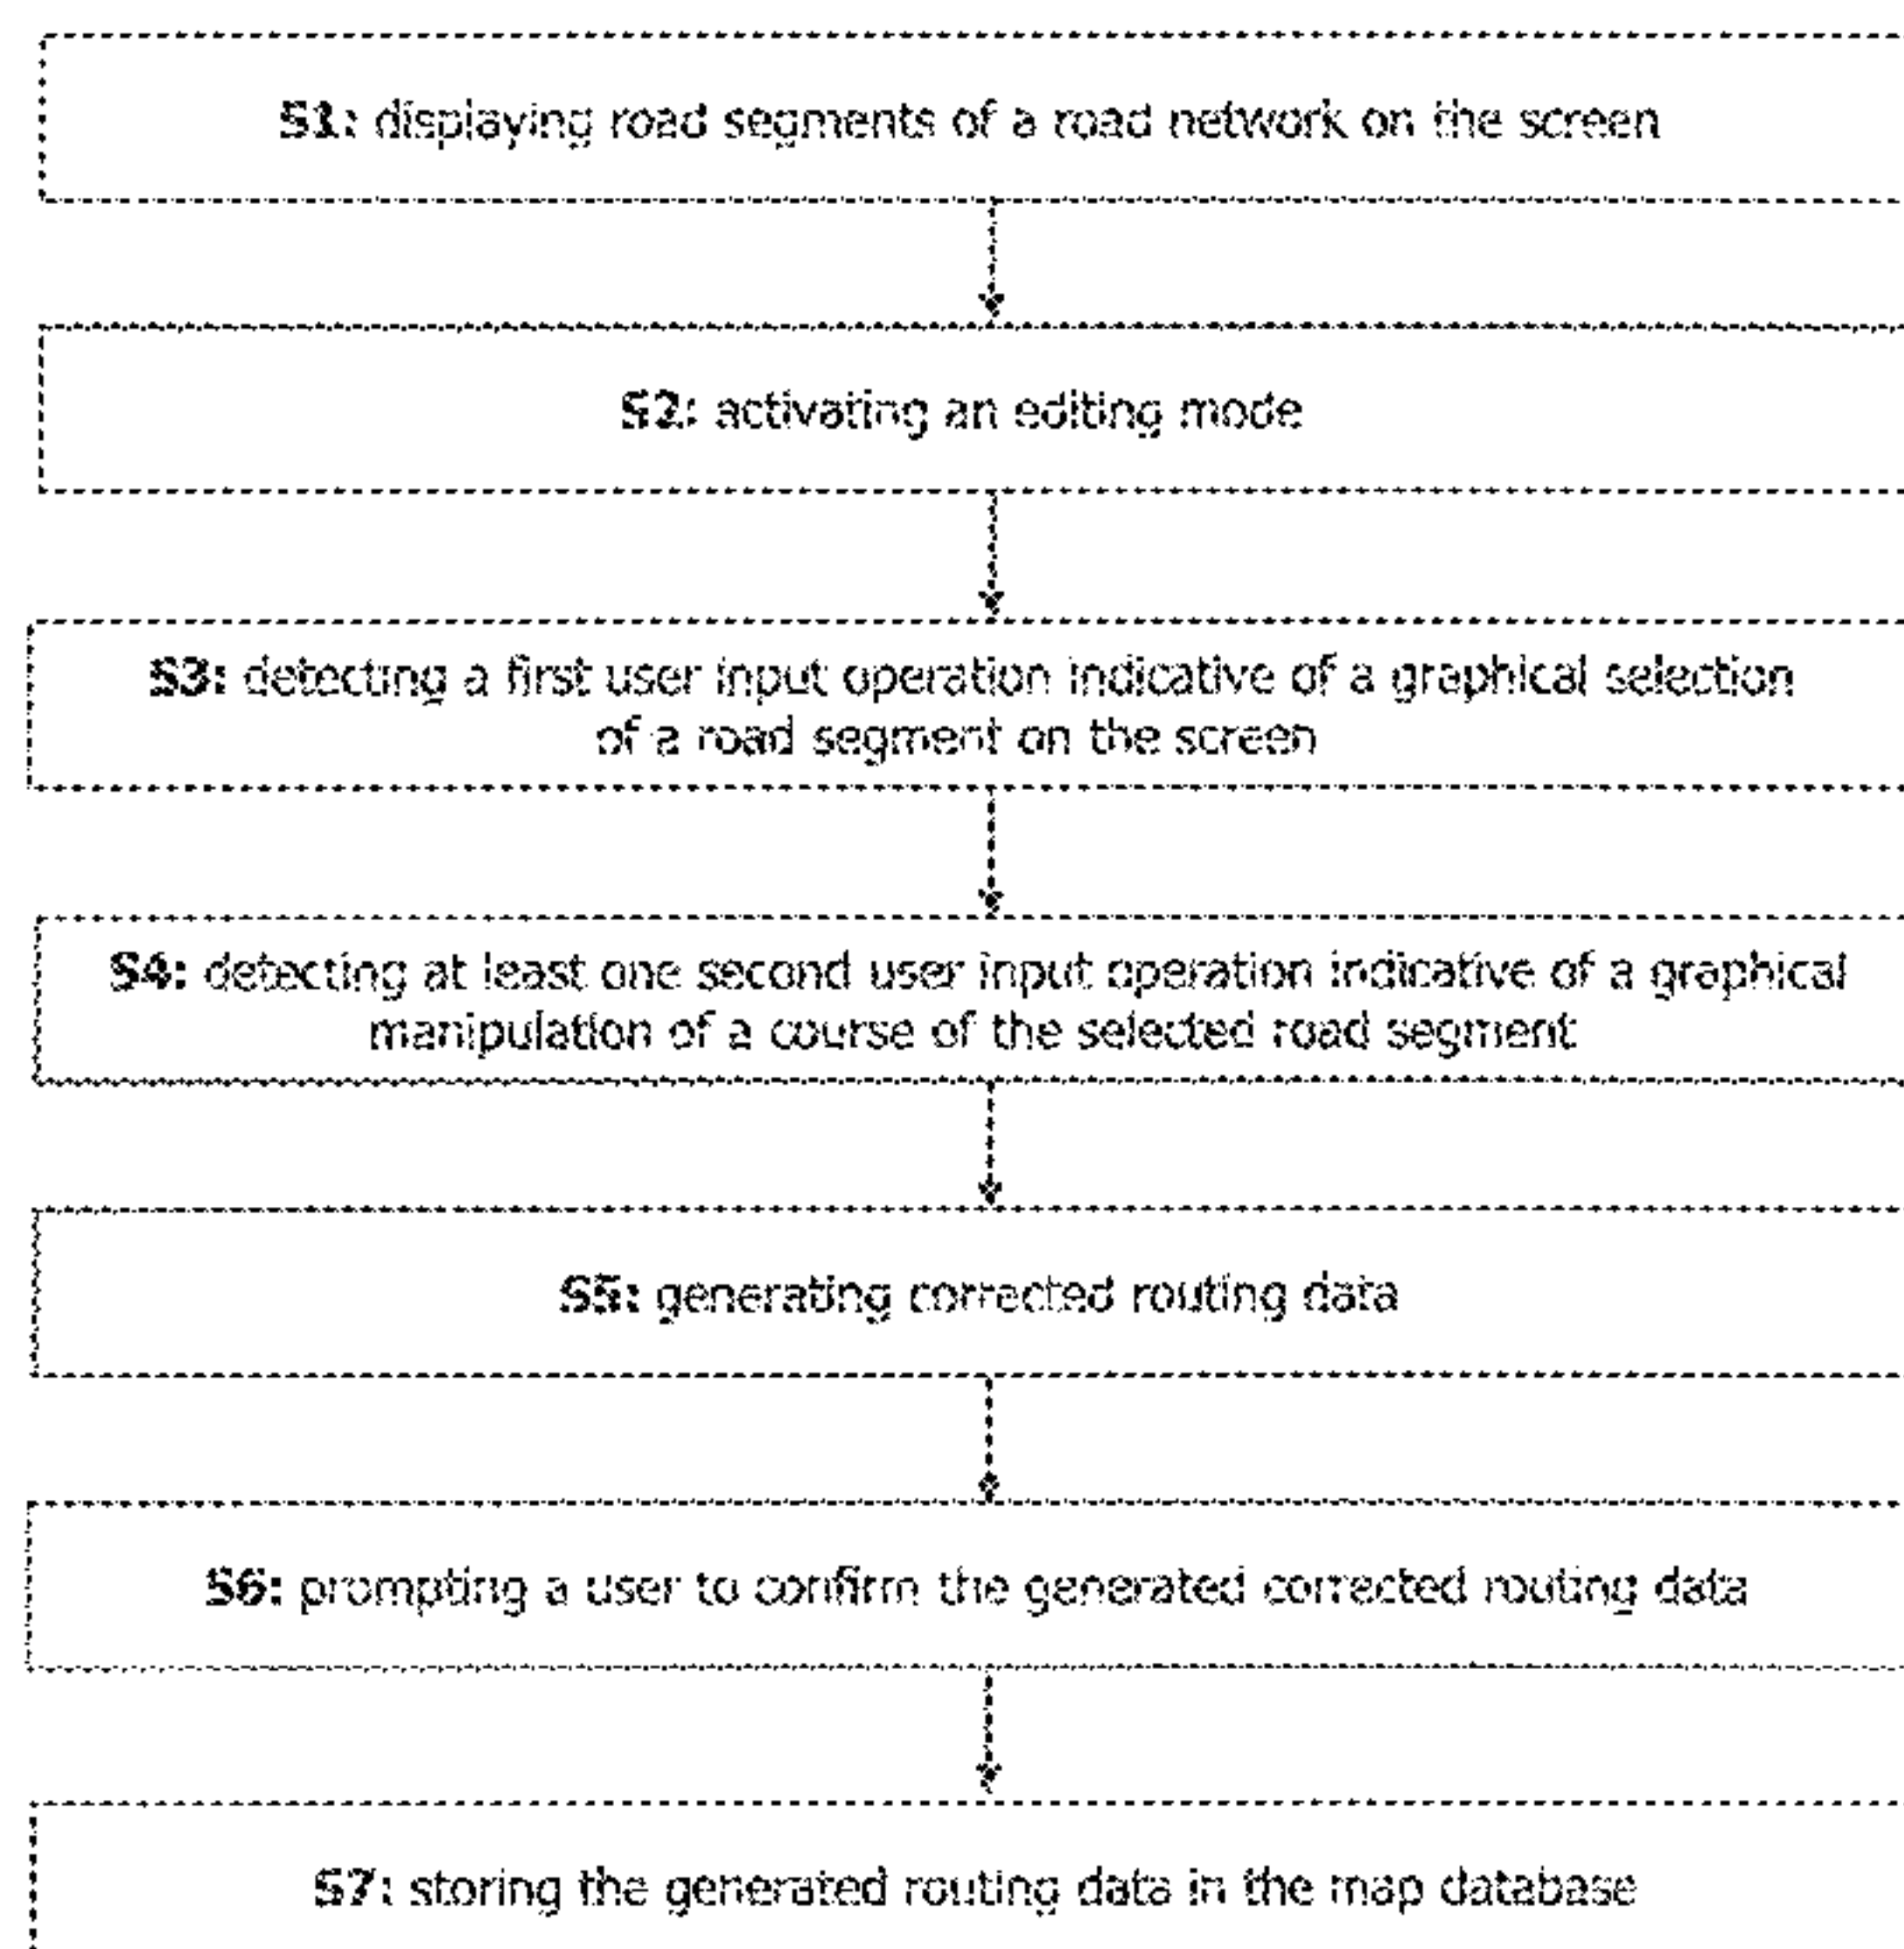 S1: displaying road segments of a road network on the screen
S2: activating an editing mode
S3: detecting a first user input operation indicative of a graphical selection
of a road segment on the screen
S4: detecting at least one second user input operation indicative of a graphical
manipulation of a course of the selected road segment
S5: generating corrected routing data
S6: prompting a user to confirm the generated corrected routing data
S7: storing the generated routing data in the map database